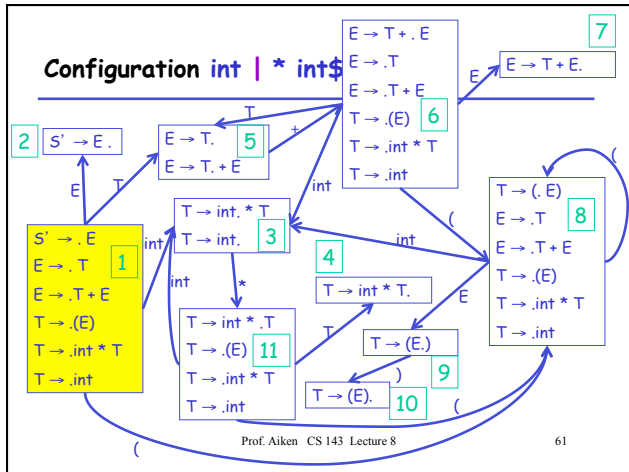 Configuration int | * int$
E → T + . E
E → .T
E → .T + E
T → .(E)
T → .int * T
T → .int
6
7
E → T + E.
E
2
S’ → E .
E → T.
E → T. + E
5
T
+
E
T
int
(
(
S’ → . E
E → . T
E → .T + E
T → .(E)
T → .int * T
T → .int
1
int
T → int. * T
T → int.
3
int
int
*
4
T → int * T.
T → (. E)
E → .T
E → .T + E
T → .(E)
T → .int * T
T → .int
8
T → int * .T
T → .(E)
T → .int * T
T → .int
11
T
E
T → (E.)
9
)
T → (E).
10
(
(
Prof. Aiken CS 143 Lecture 8
61